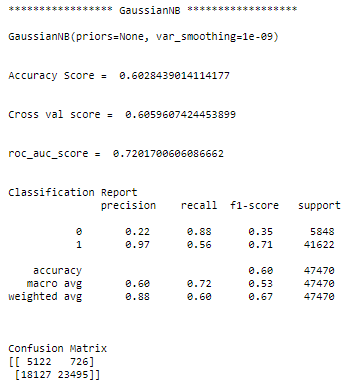 ***************** GaussianNB ******************
GaussianNB(priors=None, var_smoothing=1e-09)
Accuracy Score =  0.6028439014114177
Cross val score =  0.6059607424453899
roc_auc_score =  0.7201700606086662
Classification Report
precision    recall  f1-score   support
0       0.22      0.88      0.35      5848
1       0.97      0.56      0.71     41622
accuracy                           0.60     47470
macro avg       0.60      0.72      0.53     47470
weighted avg       0.88      0.60      0.67     47470
Confusion Matrix
[[ 5122   726]
[18127 23495]]